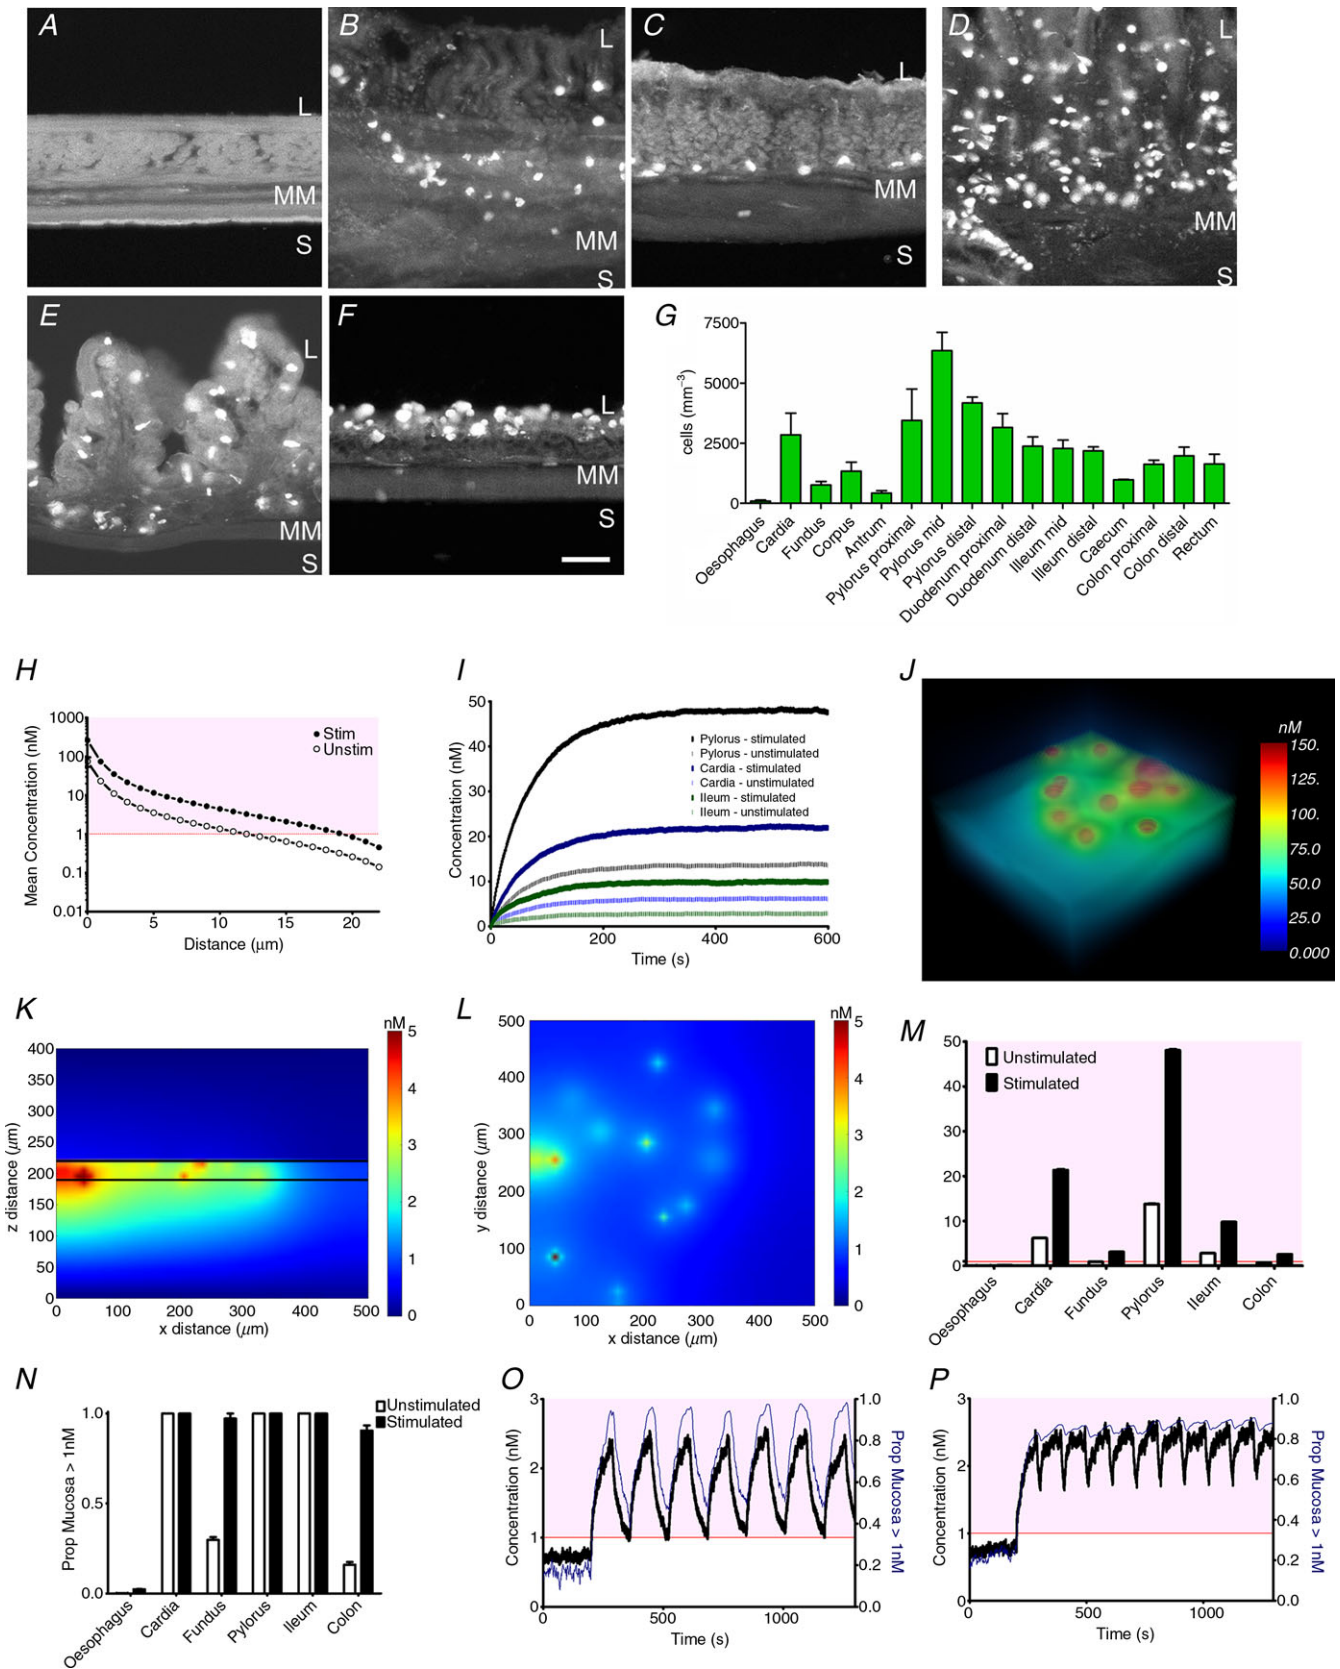 A
L
MM
S
B
L
MM
S
C
L
MM
S
D
L
MM
S
E
L
MM
S
F
L
MM
S
G
7500
5000
2500
0
cells (mm⁻³)
Oesophagus
Cardia
Fundus
Corpus
Antrum
Pylorus proximal
Pylorus mid
Pylorus distal
Duodenum proximal
Duodenum distal
Illeum mid
Illeum distal
Caecum
Colon proximal
Colon distal
Rectum
H
Mean Concentration (nM)
1000
100
10
1
0.1
0.01
Stim
Unstim
0 5 10 15 20
Distance (μm)
I
Concentration (nM)
50
40
30
20
10
0
Pylorus - stimulated
Pylorus - unstimulated
Cardia - stimulated
Cardia - unstimulated
Ileum - stimulated
Ileum - unstimulated
0 200 400 600
Time (s)
J
nM
150.
125.
100.
75.0
50.0
25.0
0.000
K
z distance (μm)
400
350
300
250
200
150
100
50
0
0 100 200 300 400 500
x distance (μm)
nM
5
4
3
2
1
0
L
y distance (μm)
500
400
300
200
100
0
0 100 200 300 400 500
x distance (μm)
nM
5
4
3
2
1
0
M
50
40
30
20
10
0
Unstimulated
Stimulated
Oesophagus
Cardia
Fundus
Pylorus
Ileum
Colon
N
Prop Mucosa > 1nM
1.0
0.5
0.0
Unstimulated
Stimulated
Oesophagus
Cardia
Fundus
Pylorus
Ileum
Colon
O
Concentration (nM)
3
2
1
0
0 500 1000
Time (s)
1.0
0.8
0.6
0.4
0.2
0.0
Prop Mucosa > 1nM
P
Concentration (nM)
3
2
1
0
0 500 1000
Time (s)
1.0
0.8
0.6
0.4
0.2
0.0
Prop Mucosa > 1nM